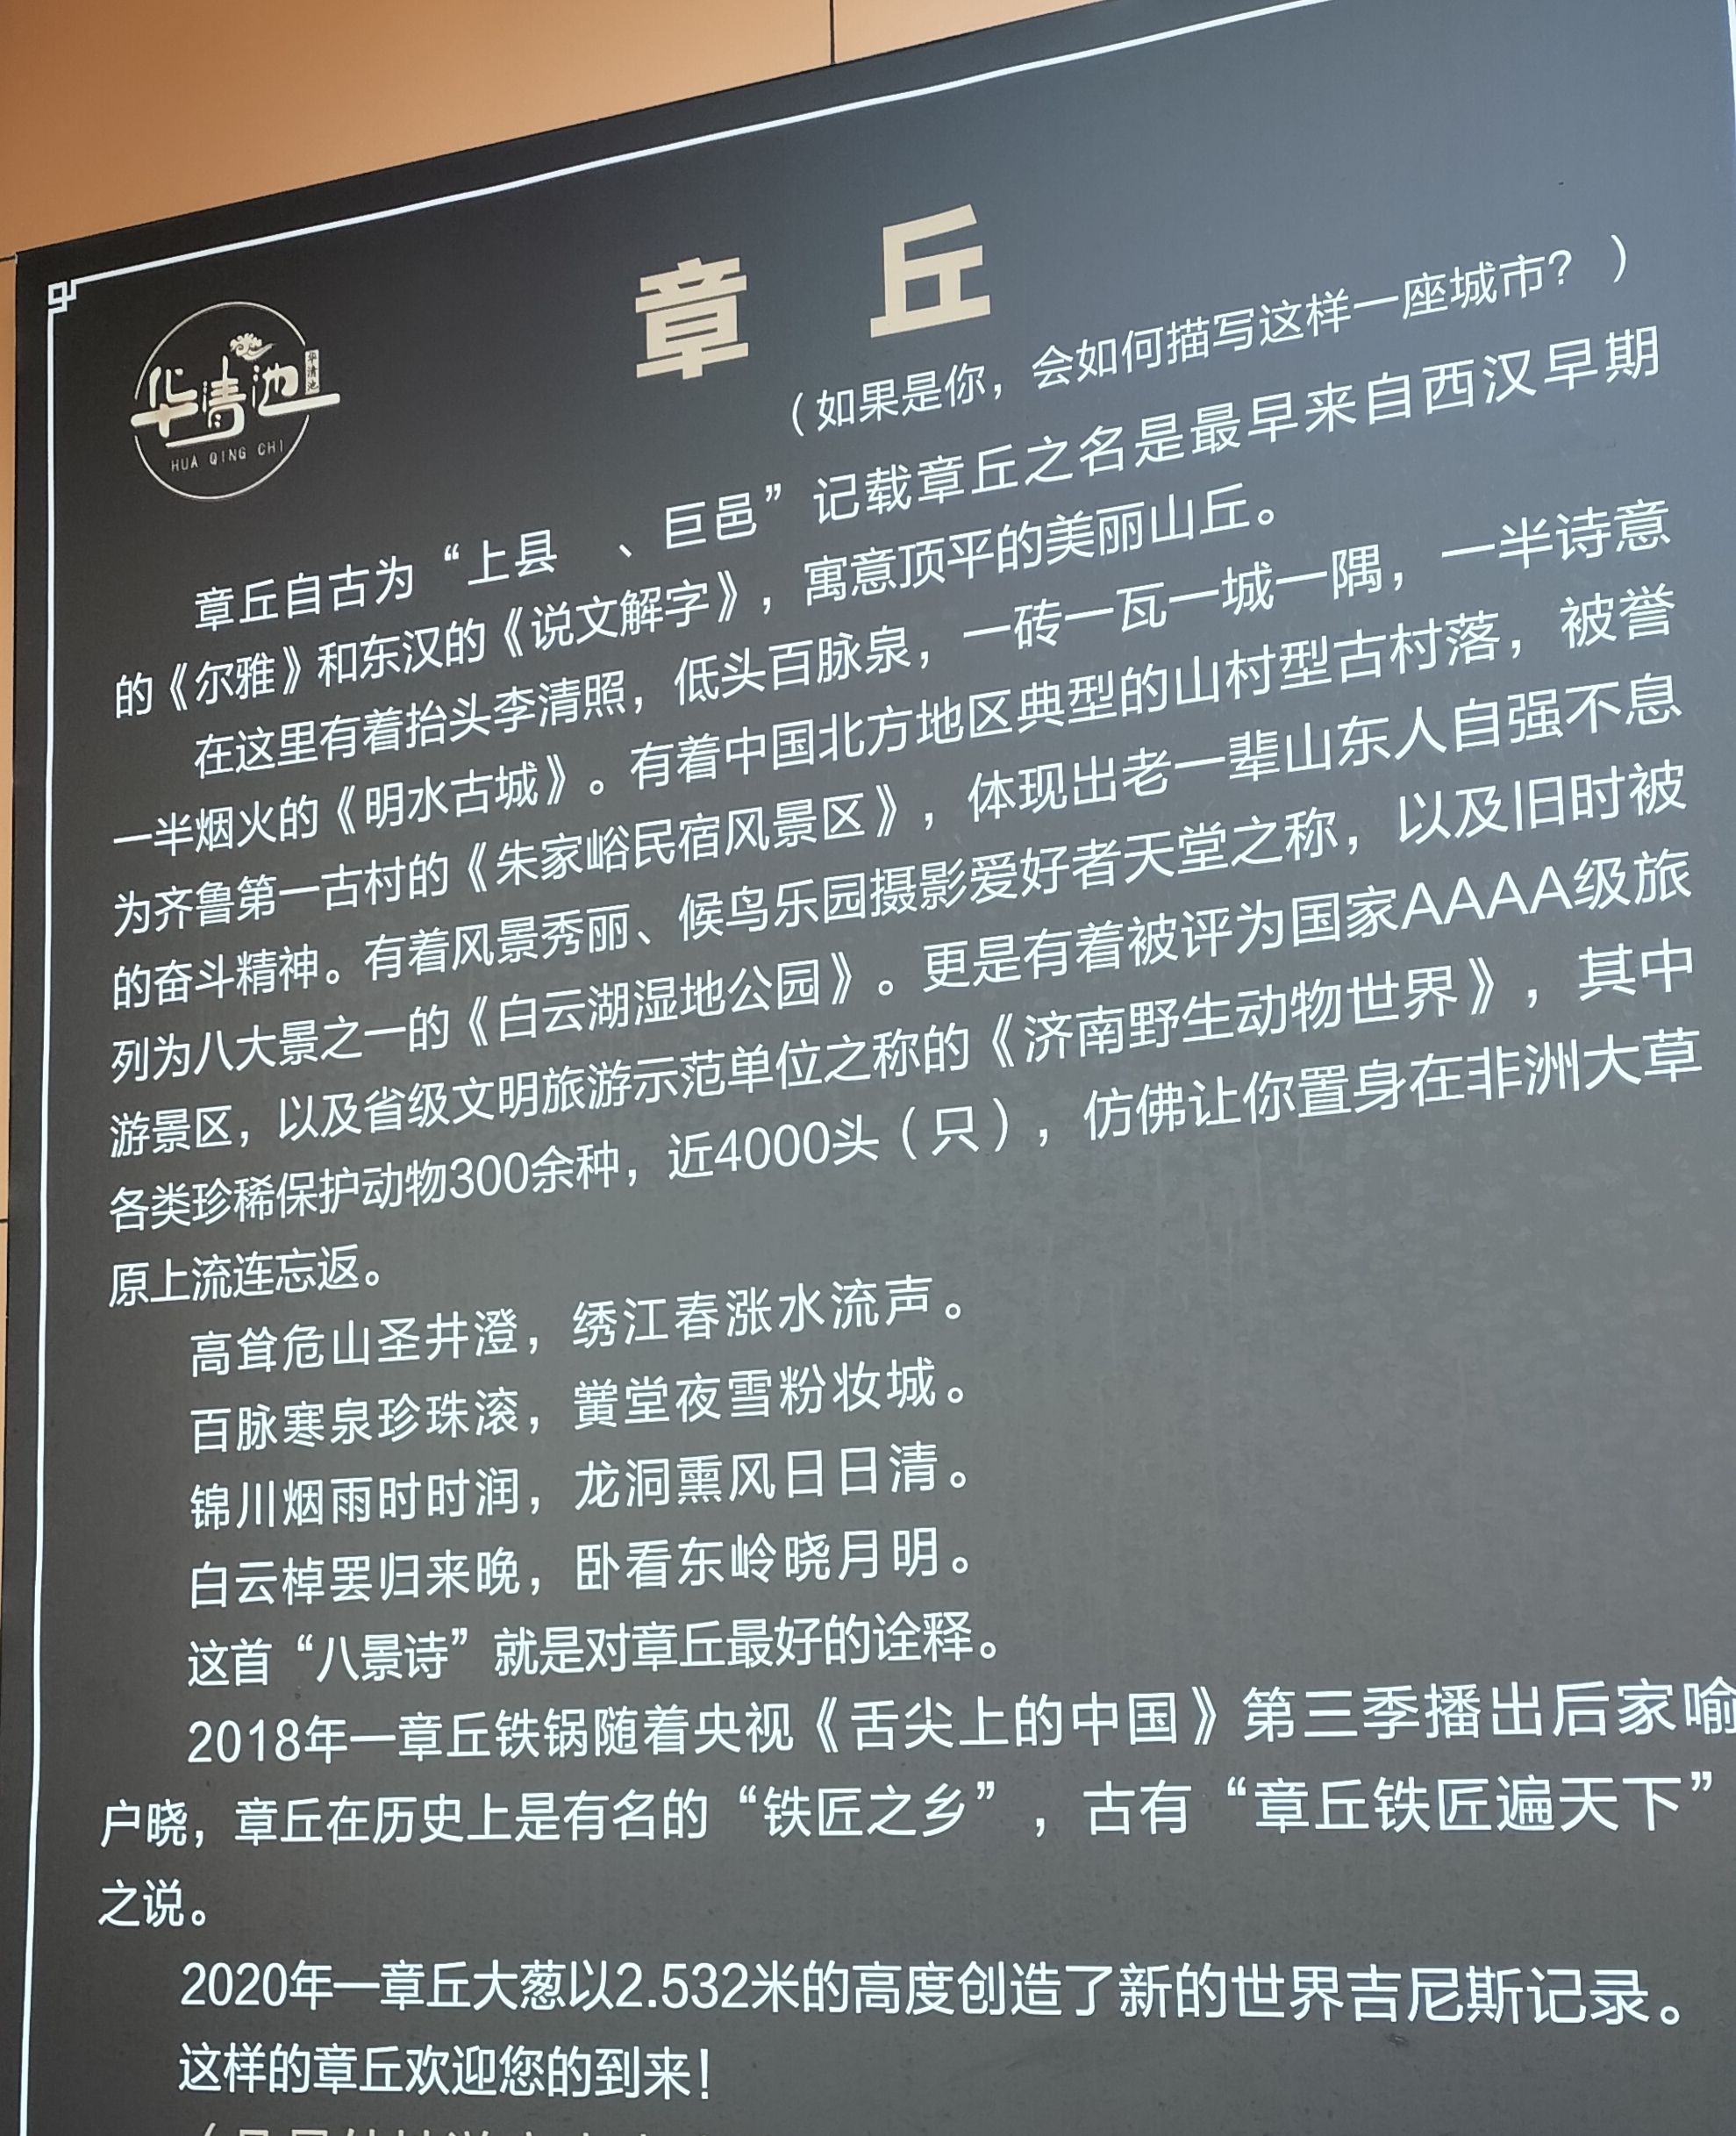 章 丘
华清池
华清池
HUA QING CHI
（如果是你，会如何描写这样一座城市？）
章丘自古为“上县 、巨邑”记载章丘之名是最早来自西汉早期
的《尔雅》和东汉的《说文解字》，寓意顶平的美丽山丘。
在这里有着抬头李清照，低头百脉泉，一砖一瓦一城一隅，一半诗意
一半烟火的《明水古城》。有着中国北方地区典型的山村型古村落，被誉
为齐鲁第一古村的《朱家峪民宿风景区》，体现出老一辈山东人自强不息
的奋斗精神。有着风景秀丽、候鸟乐园摄影爱好者天堂之称，以及旧时被
列为八大景之一的《白云湖湿地公园》。更是有着被评为国家AAAA级旅
游景区，以及省级文明旅游示范单位之称的《济南野生动物世界》，其中
各类珍稀保护动物300余种，近4000头（只），仿佛让你置身在非洲大草
原上流连忘返。
高耸危山圣井澄，绣江春涨水流声。
百脉寒泉珍珠滚，黉堂夜雪粉妆城。
锦川烟雨时时润，龙洞熏风日日清。
白云棹罢归来晚，卧看东岭晓月明。
这首“八景诗”就是对章丘最好的诠释。
2018年一章丘铁锅随着央视《舌尖上的中国》第三季播出后家喻
户晓，章丘在历史上是有名的“铁匠之乡”，古有“章丘铁匠遍天下”
之说。
2020年一章丘大葱以2.532米的高度创造了新的世界吉尼斯记录。
这样的章丘欢迎您的到来！